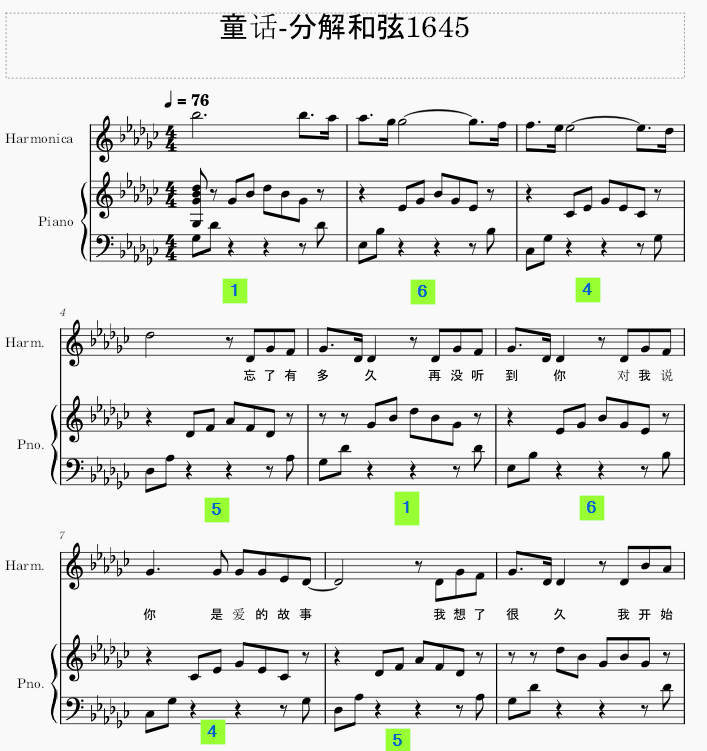 童话-分解和弦1645
♩ = 76
Harmonica
Piano
1 6 4
4
Harm.
忘 了 有 多 久 再 没 听 到 你 对 我 说
Pno.
5 1 6
7
Harm.
你 是 爱 的 故 事 我 想 了 很 久 我 开 始
Pno.
4 5